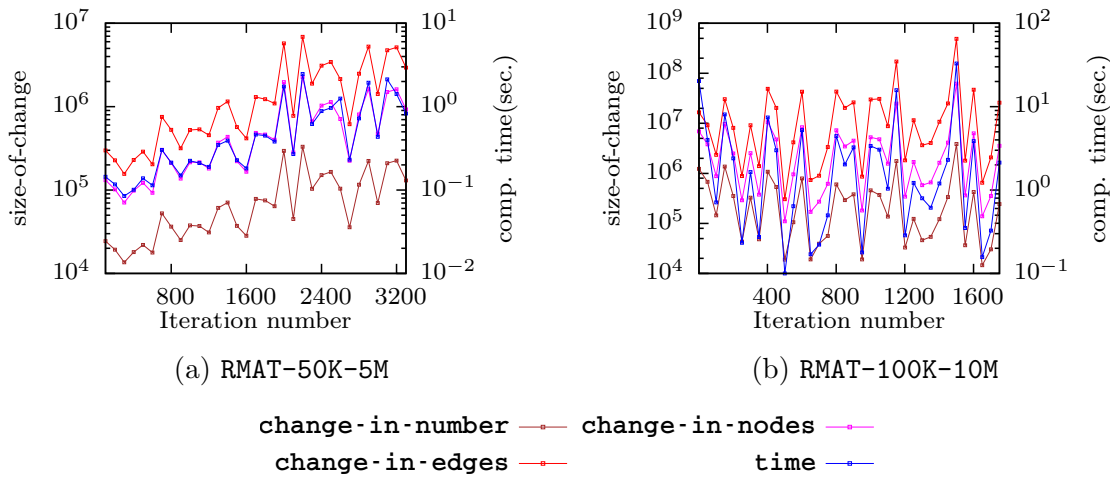 10^7
10^6
10^5
10^4
size-of-change
10^1
10^0
10^{-1}
10^{-2}
comp. time(sec.)
800 1600 2400 3200
Iteration number
(a) RMAT-50K-5M
10^9
10^8
10^7
10^6
10^5
10^4
size-of-change
10^2
10^1
10^0
10^{-1}
comp. time(sec.)
400 800 1200 1600
Iteration number
(b) RMAT-100K-10M
change-in-number change-in-nodes
change-in-edges time